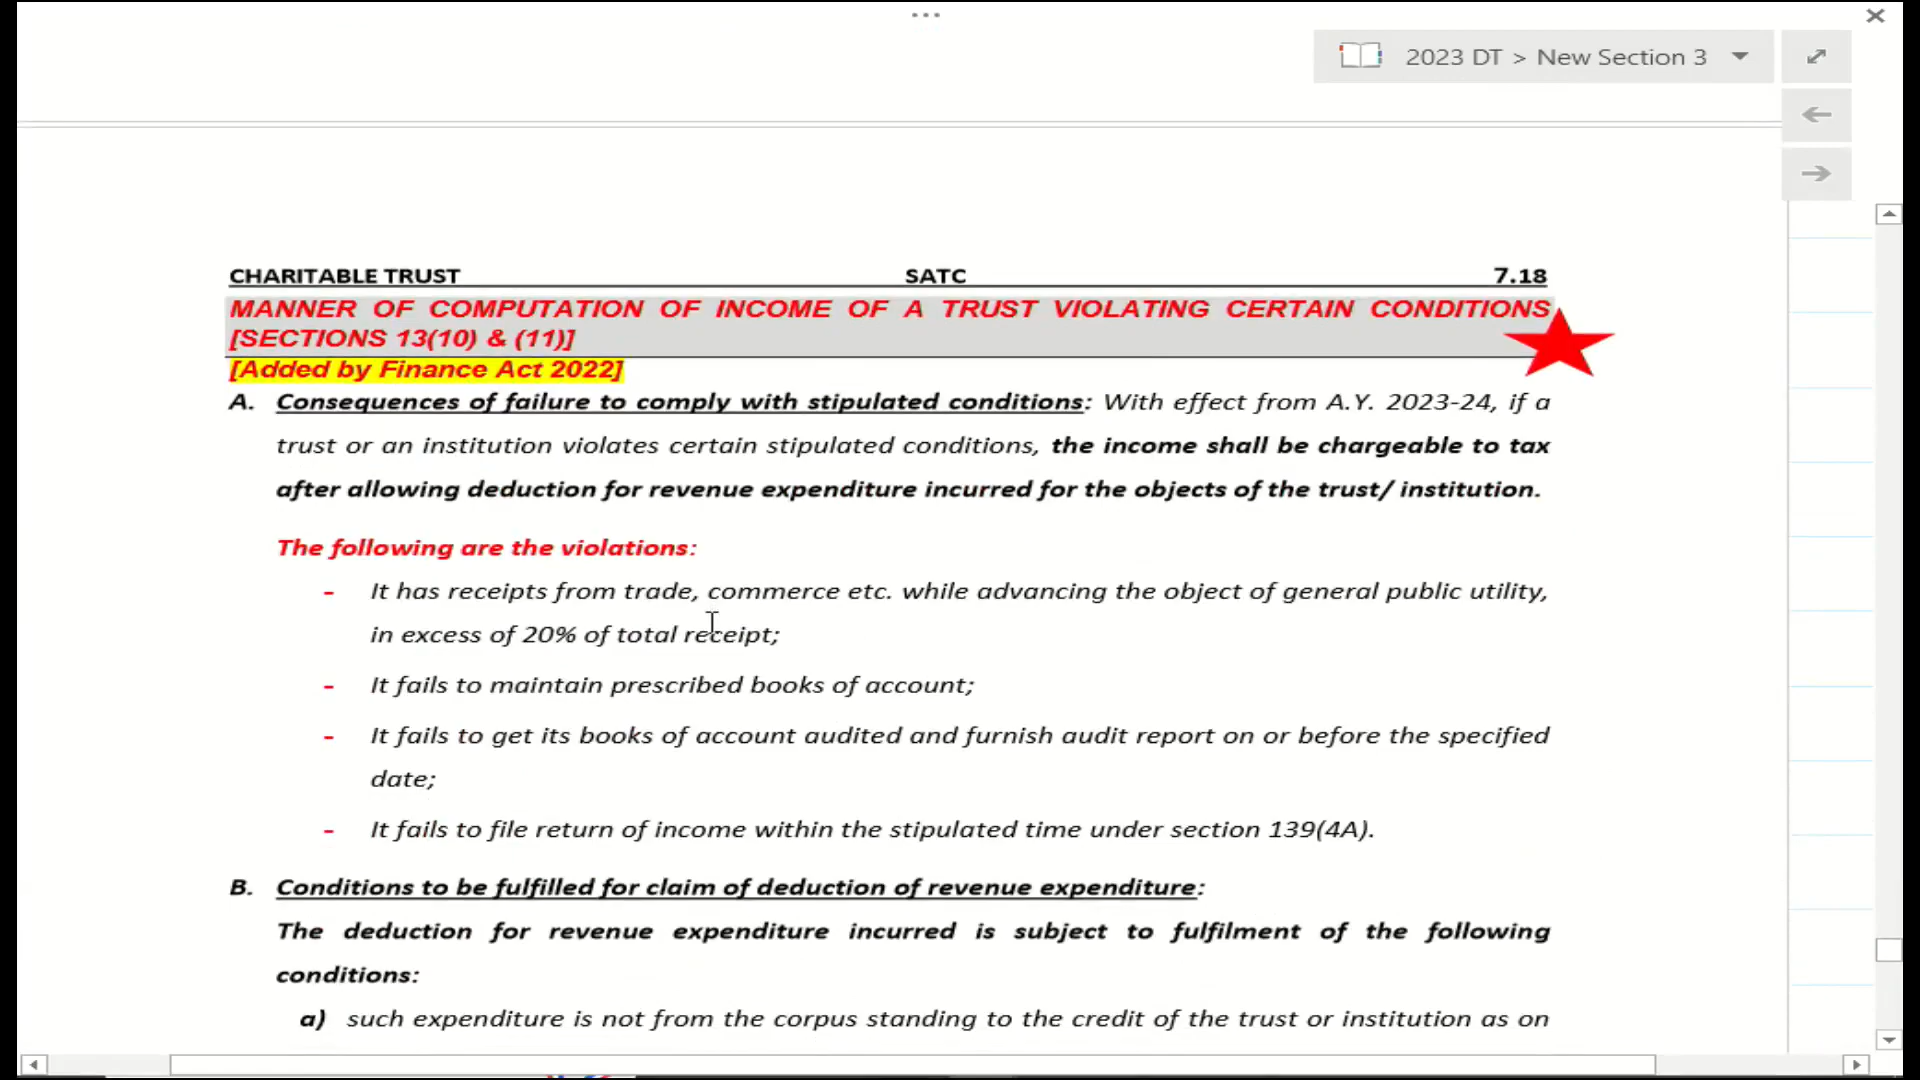 ...
2023 DT > New Section 3
CHARITABLE TRUST SATC 7.18
MANNER OF COMPUTATION OF INCOME OF A TRUST VIOLATING CERTAIN CONDITIONS
[SECTIONS 13(10) & (11)]
[Added by Finance Act 2022]
A. Consequences of failure to comply with stipulated conditions: With effect from A.Y. 2023-24, if a
trust or an institution violates certain stipulated conditions, the income shall be chargeable to tax
after allowing deduction for revenue expenditure incurred for the objects of the trust/ institution.
The following are the violations:
- It has receipts from trade, commerce etc. while advancing the object of general public utility,
in excess of 20% of total receipt;
- It fails to maintain prescribed books of account;
- It fails to get its books of account audited and furnish audit report on or before the specified
date;
- It fails to file return of income within the stipulated time under section 139(4A).
B. Conditions to be fulfilled for claim of deduction of revenue expenditure:
The deduction for revenue expenditure incurred is subject to fulfilment of the following
conditions:
a) such expenditure is not from the corpus standing to the credit of the trust or institution as on